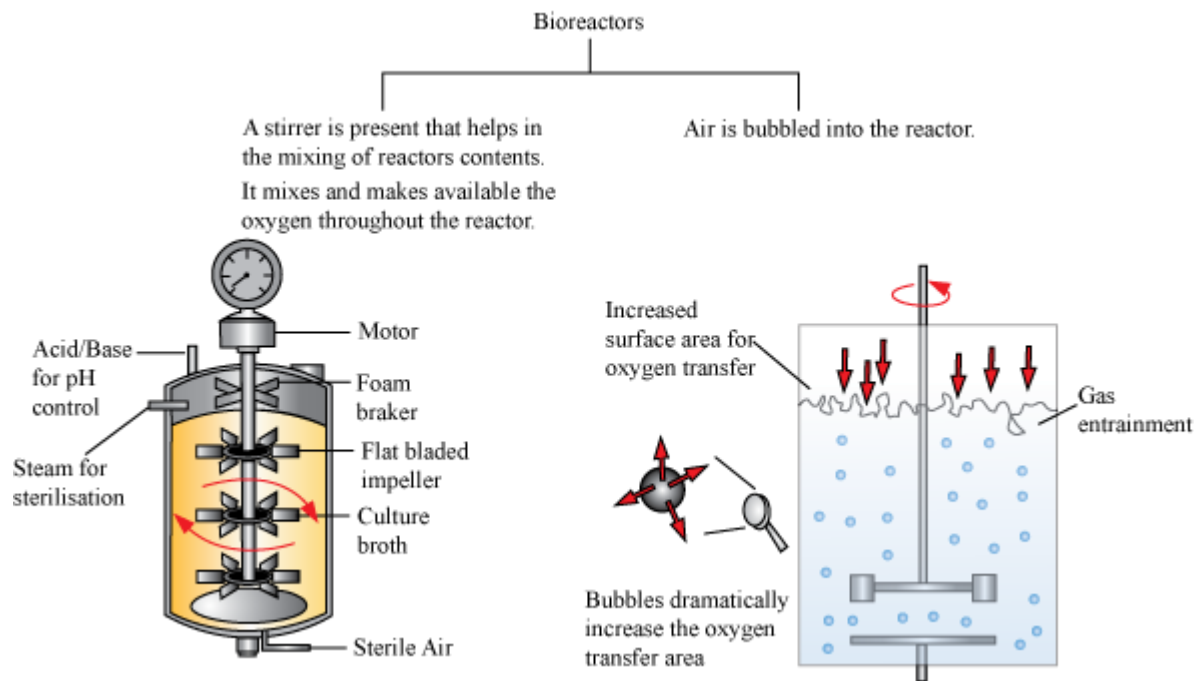 Bioreactors
A stirrer is present that helps in
the mixing of reactors contents.
It mixes and makes available the
oxygen throughout the reactor.
Air is bubbled into the reactor.
Motor
Acid/Base
for pH
control
Foam
braker
Steam for
sterilisation
Flat bladed
impeller
Culture
broth
Sterile Air
Increased
surface area for
oxygen transfer
Gas
entrainment
Bubbles dramatically
increase the oxygen
transfer area